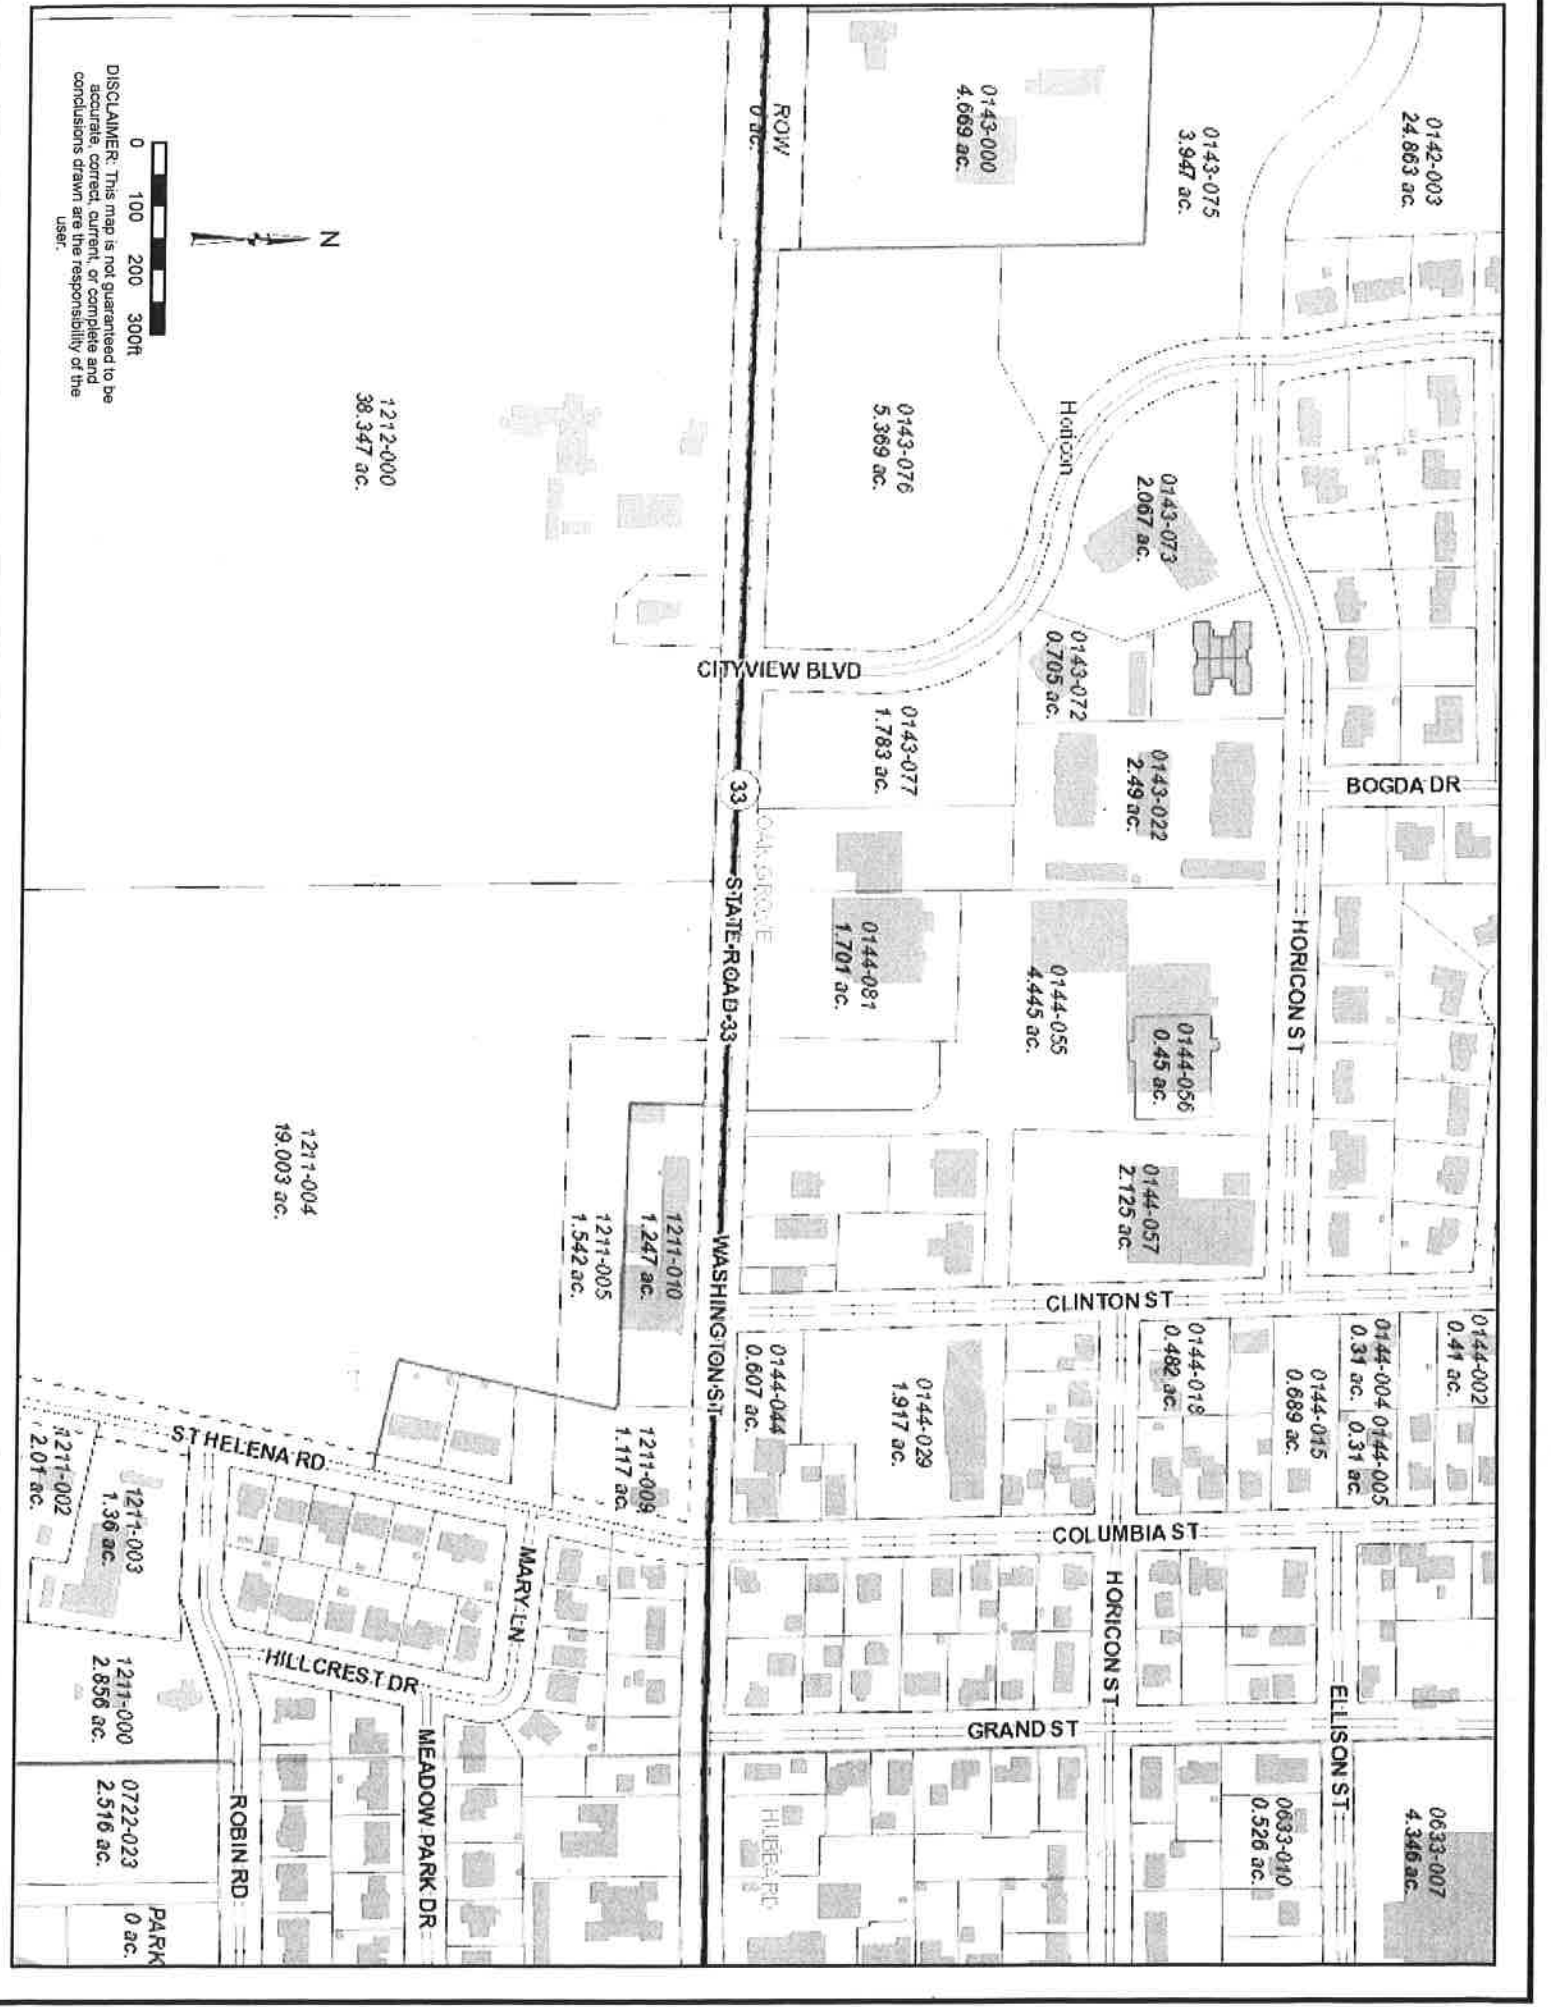 0142-003
24.863 ac.
0143-075
3.947 ac.
0143-000
4.669 ac.
ROW
0 ac.
Horicon
0143-073
2.067 ac.
0143-076
5.369 ac.
1212-000
38.347 ac.
0143-072
0.705 ac.
CITYVIEW BLVD
0143-077
1.783 ac.
0143-022
2.49 ac.
BOGDA DR
33
OAK GROVE
STATE ROAD 33
HORICON ST
0144-081
1.701 ac.
0144-055
4.445 ac.
0144-056
0.45 ac.
0144-057
2.125 ac.
1211-004
19.003 ac.
1211-005
1.542 ac.
1211-010
1.247 ac.
WASHINGTON ST
CLINTON ST
0144-002
0.41 ac.
0144-004
0.31 ac.
0144-005
0.31 ac.
0144-015
0.689 ac.
0144-018
0.482 ac.
0144-029
1.917 ac.
0144-044
0.607 ac.
1211-009
1.117 ac.
ST HELENA RD
1211-002
2.01 ac.
1211-003
1.36 ac.
COLUMBIA ST
HORICON ST
MARY LN
HILLCREST DR
GRAND ST
ELLISON ST
MEADOW PARK DR
ROBIN RD
1211-000
2.856 ac.
0722-023
2.516 ac.
PARK
0 ac.
HUBBARD
0633-010
0.526 ac.
0633-007
4.346 ac.
N
0 100 200 300ft
DISCLAIMER: This map is not guaranteed to be
accurate, correct, current, or complete and
conclusions drawn are the responsibility of the
user.